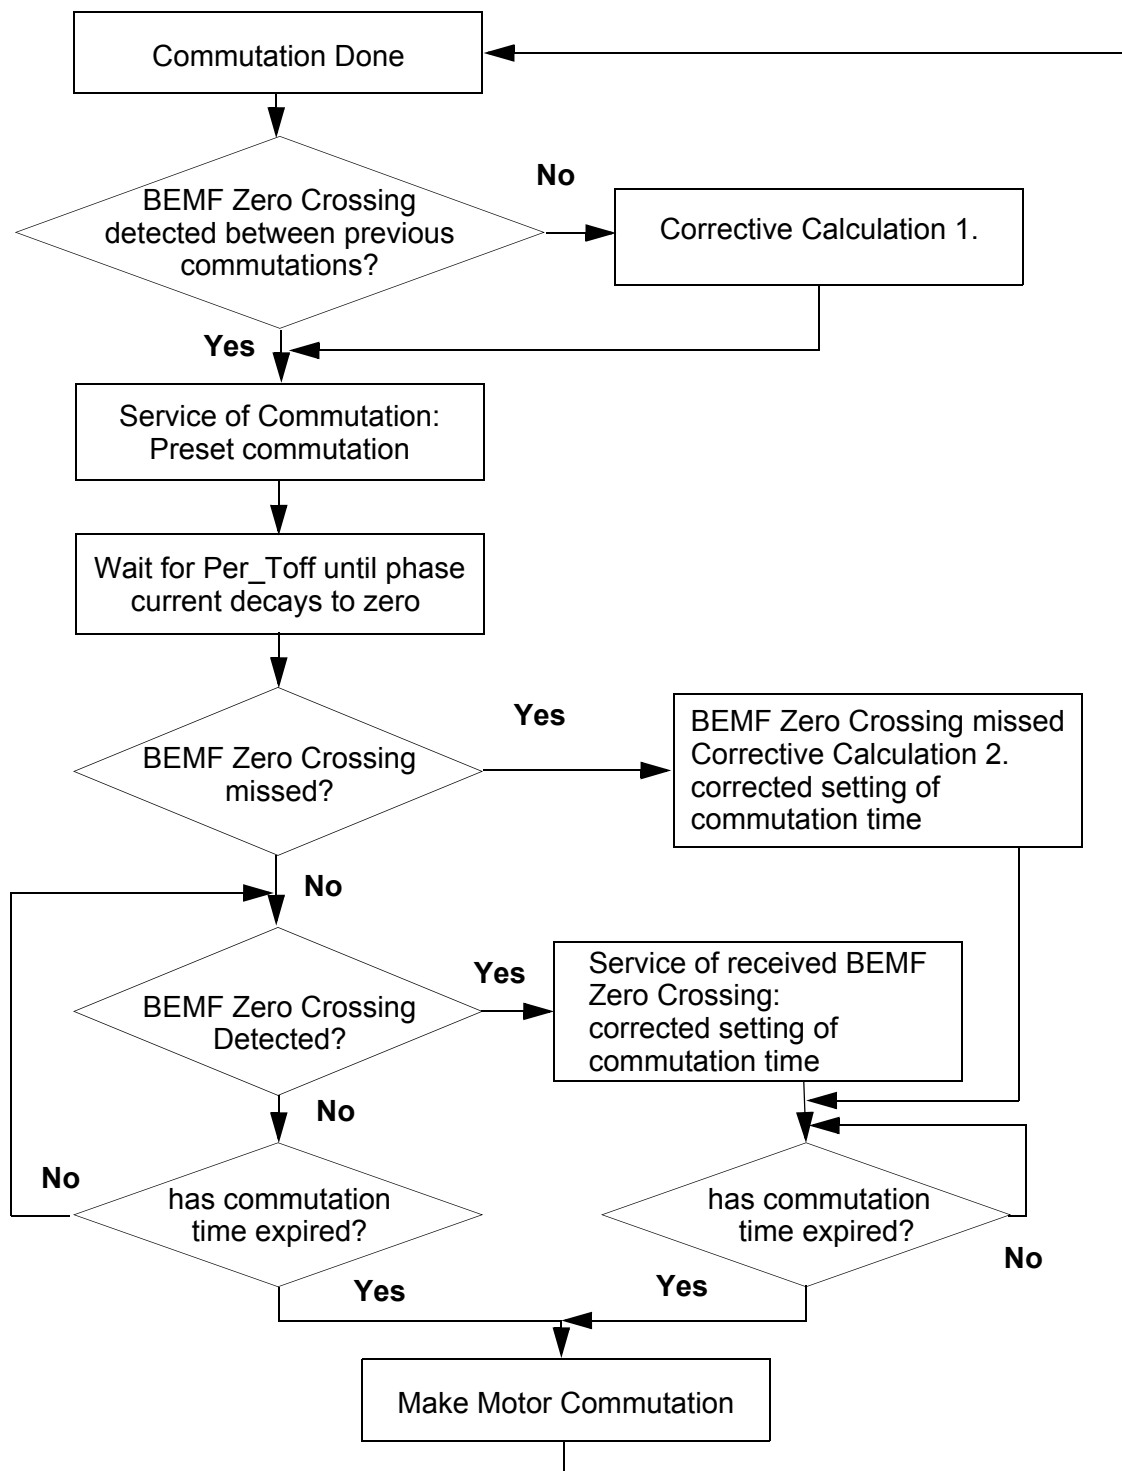 Commutation Done
No
BEMF Zero Crossing
detected between previous
commutations?
Corrective Calculation 1.
Yes
Service of Commutation:
Preset commutation
Wait for Per_Toff until phase
current decays to zero
Yes
BEMF Zero Crossing
missed?
BEMF Zero Crossing missed
Corrective Calculation 2.
corrected setting of
commutation time
No
Yes
BEMF Zero Crossing
Detected?
Service of received BEMF
Zero Crossing:
corrected setting of
commutation time
No
No
has commutation
time expired?
has commutation
time expired?
No
Yes
Yes
Make Motor Commutation